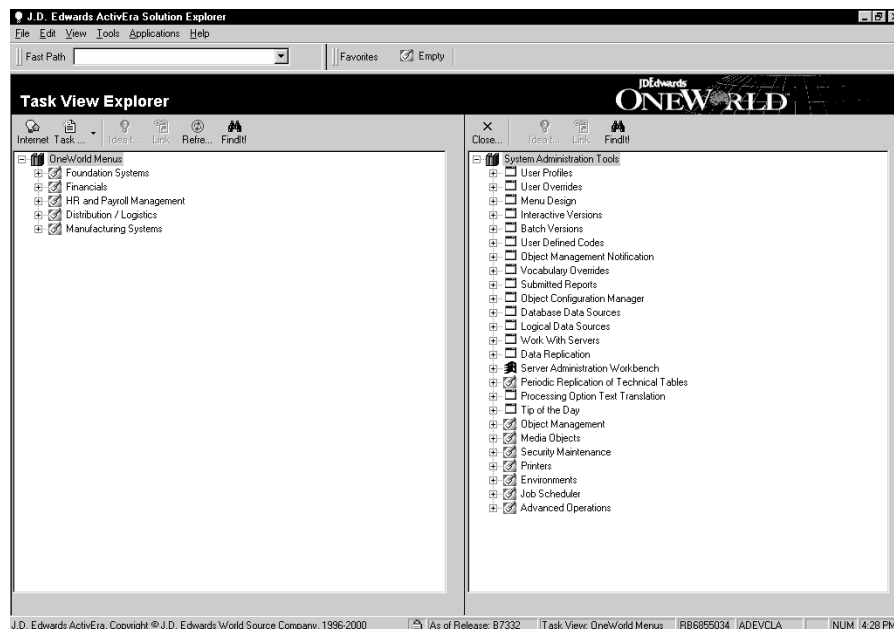 J.D. Edwards ActivEra Solution Explorer
File Edit View Tools Applications Help
Fast Path Favorites Empty
JDEdwards
Task View Explorer ONEWORLD
Internet Task ... Idea t... Link Refre... FindIt!
OneWorld Menus
Foundation Systems
Financials
HR and Payroll Management
Distribution / Logistics
Manufacturing Systems
Close... Idea t... Link FindIt!
System Administration Tools
User Profiles
User Overrides
Menu Design
Interactive Versions
Batch Versions
User Defined Codes
Object Management Notification
Vocabulary Overrides
Submitted Reports
Object Configuration Manager
Database Data Sources
Logical Data Sources
Work With Servers
Data Replication
Server Administration Workbench
Periodic Replication of Technical Tables
Processing Option Text Translation
Tip of the Day
Object Management
Media Objects
Security Maintenance
Printers
Environments
Job Scheduler
Advanced Operations
J.D. Edwards ActivEra. Copyright © J.D. Edwards World Source Company, 1996-2000 As of Release: B7332 Task View: OneWorld Menus RB6855034 ADEVCLA NUM 4:28 PM